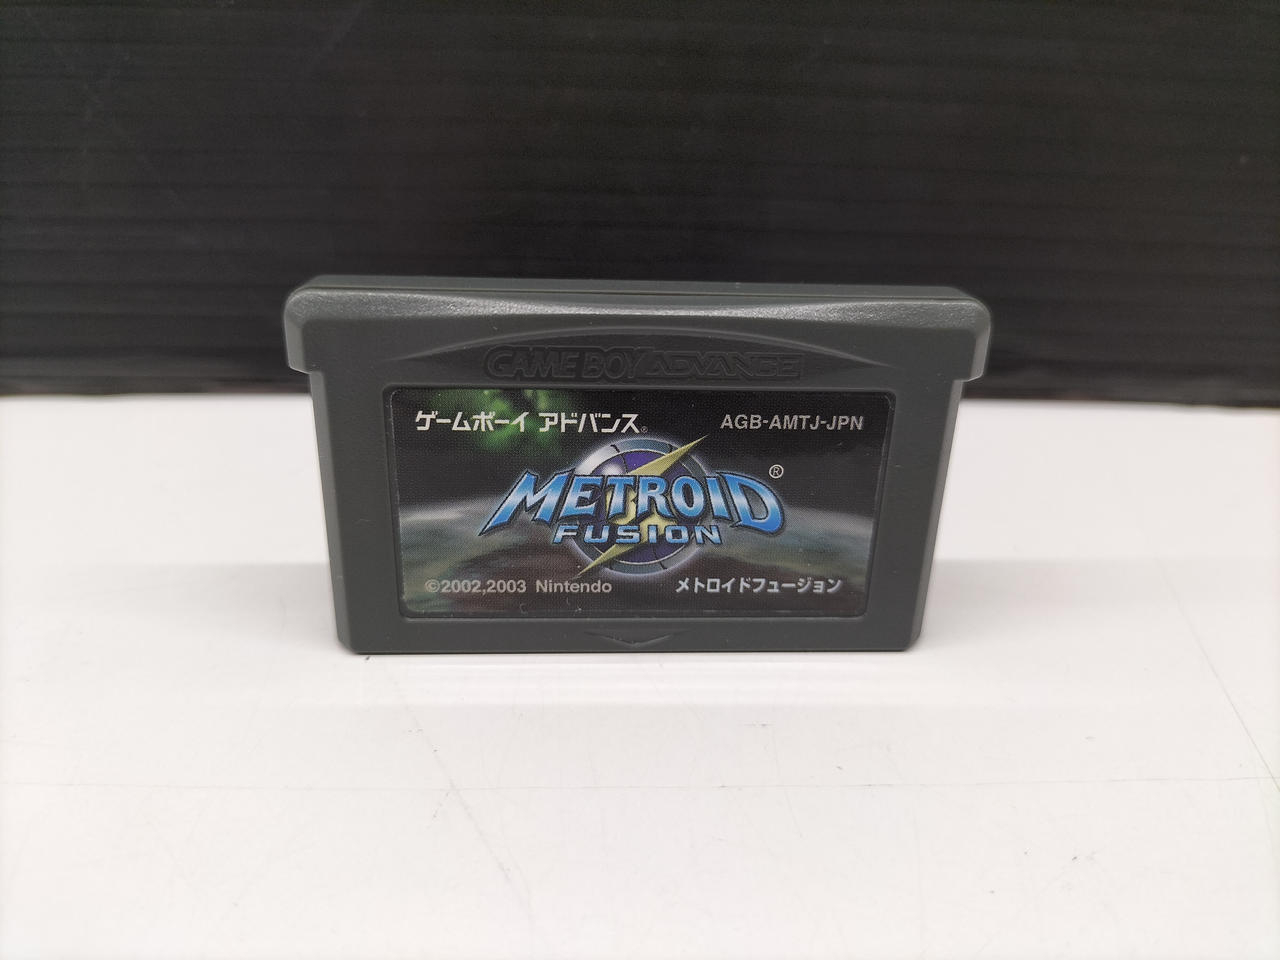 GAME BOY ADVANCE
ゲームボーイ アドバンス® AGB-AMTJ-JPN
METROID®
FUSION
©2002,2003 Nintendo メトロイドフュージョン